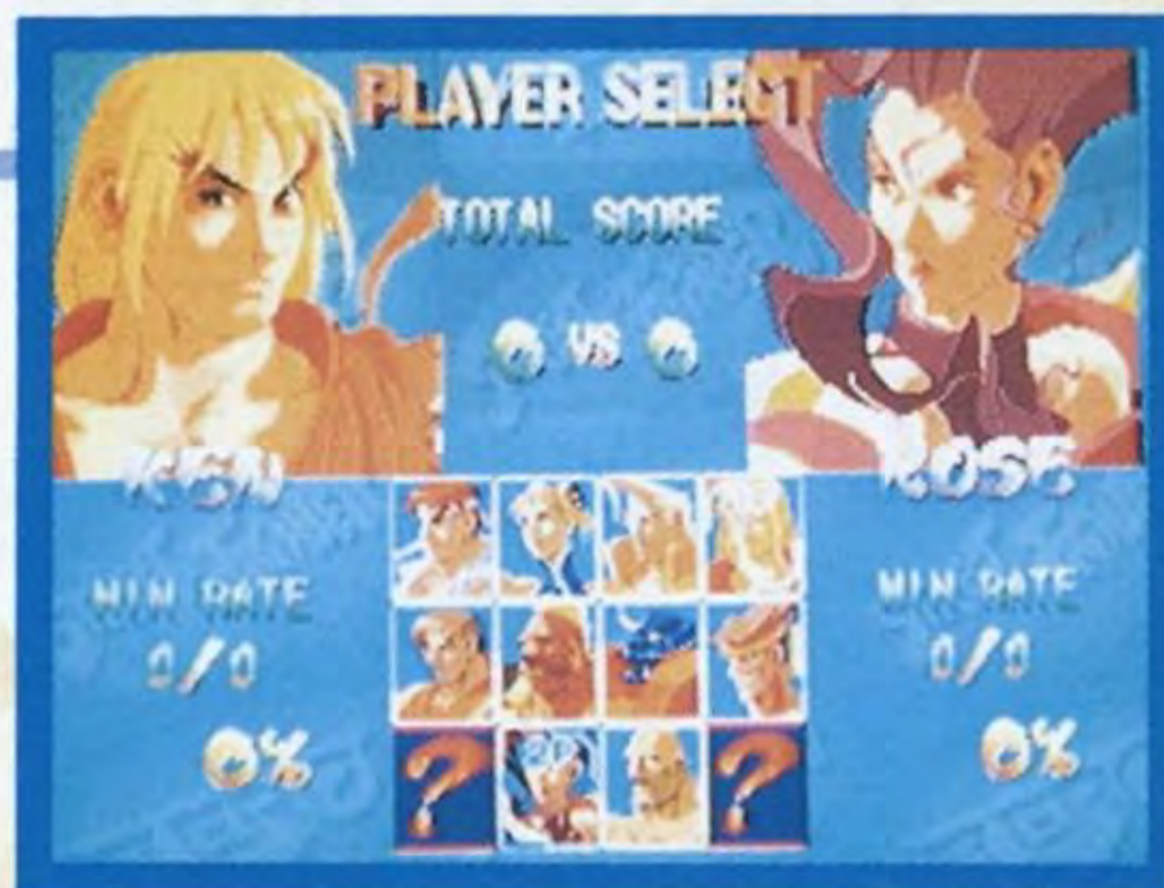 PLAYER SELECT
TOTAL SCORE
0 VS 0
KEN
ROSE
WIN RATE
0/0
0%
? ?
WIN RATE
0/0
0%